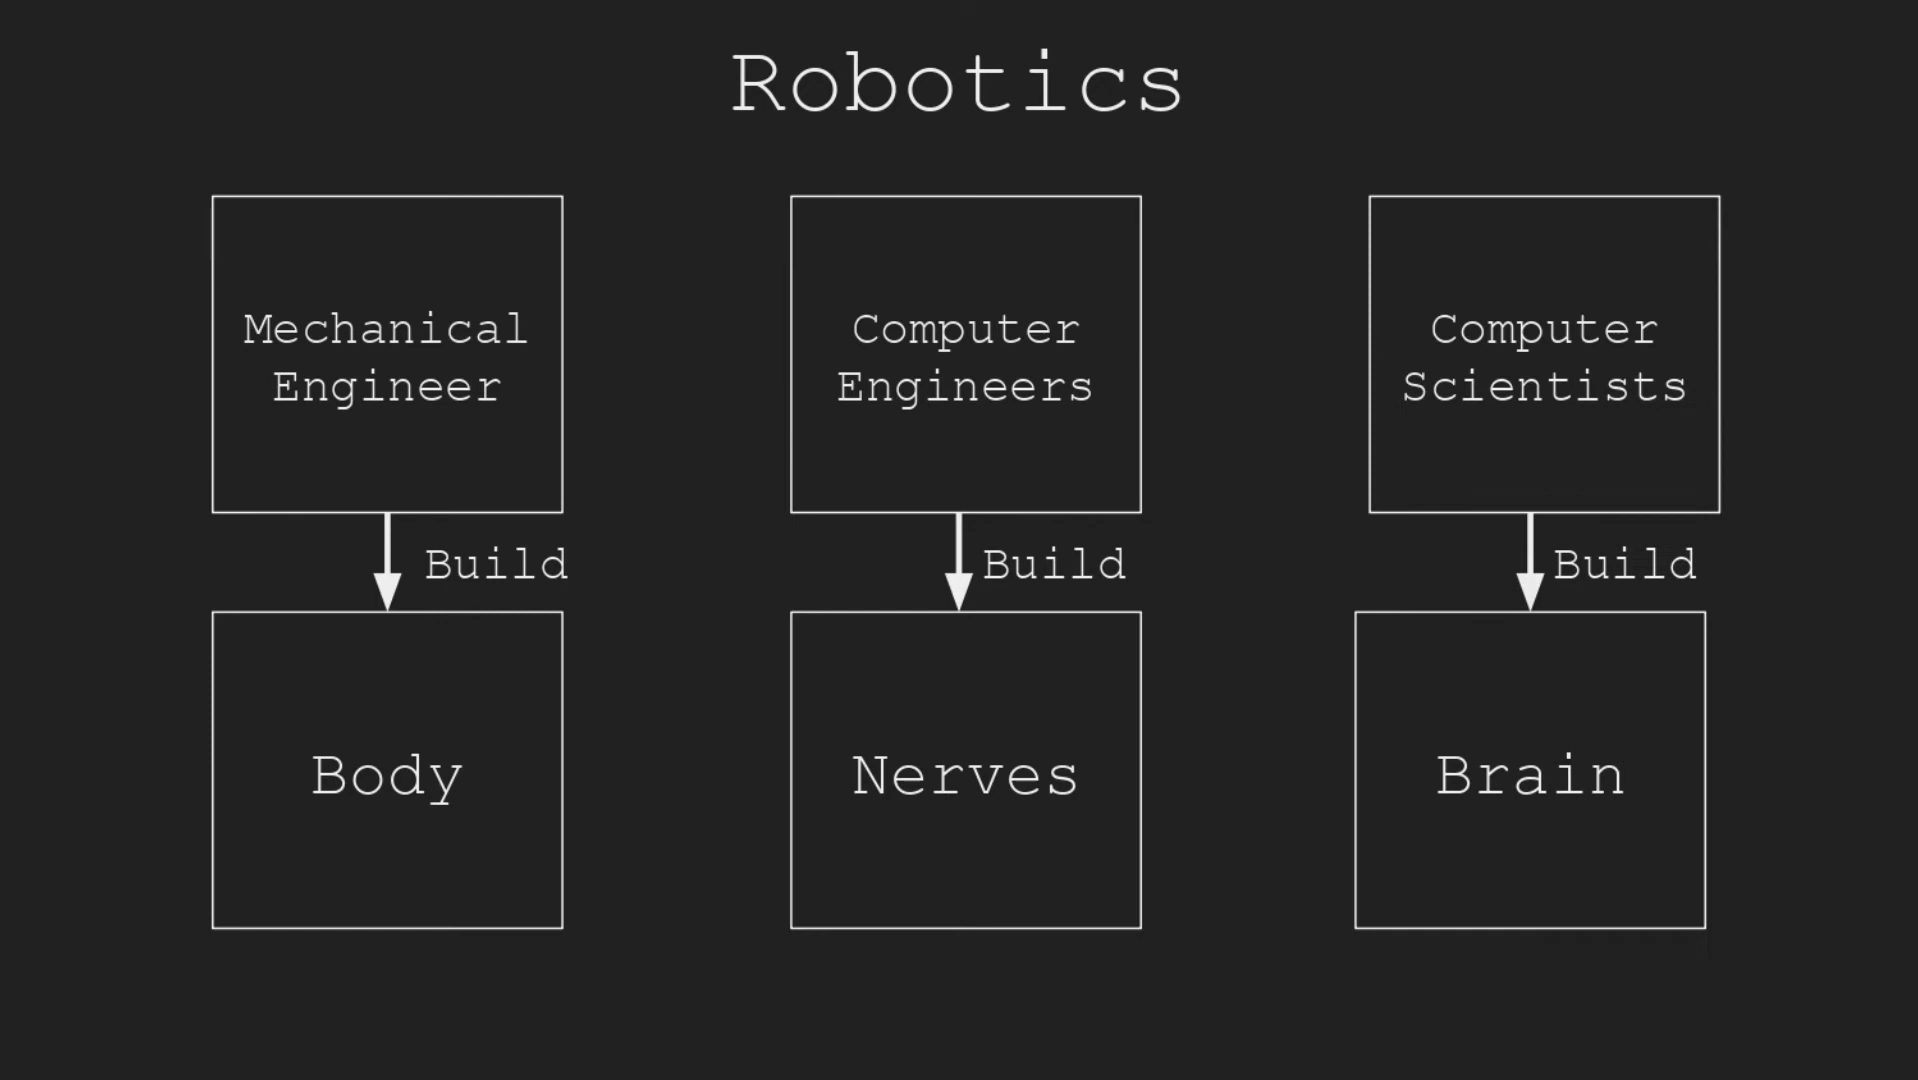 Robotics
Mechanical
Engineer
Computer
Engineers
Computer
Scientists
Build
Build
Build
Body
Nerves
Brain